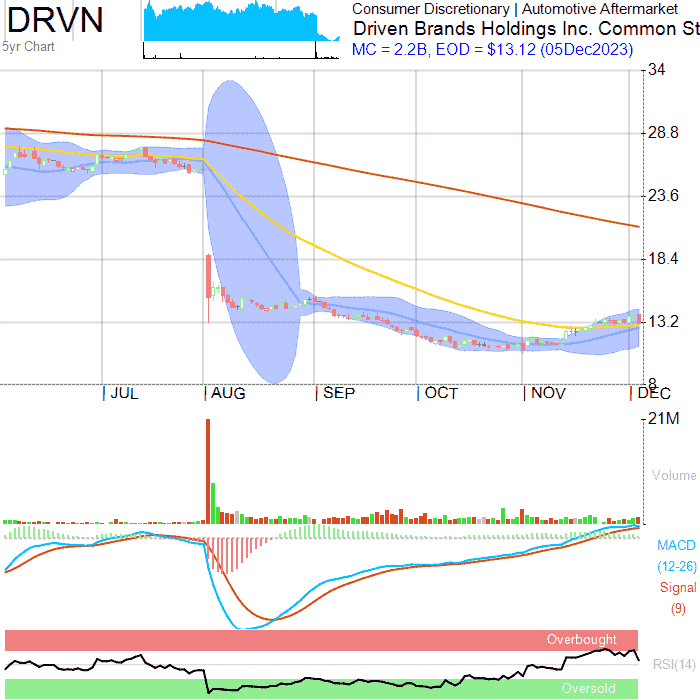 DRVN
5yr Chart
Consumer Discretionary | Automotive Aftermarket
Driven Brands Holdings Inc. Common St
MC = 2.2B, EOD = $13.12 (05Dec2023)
34
28.8
23.6
18.4
13.2
8
JUL AUG SEP OCT NOV DEC
21M
Volume
MACD
(12-26)
Signal
(9)
Overbought
RSI(14)
Oversold